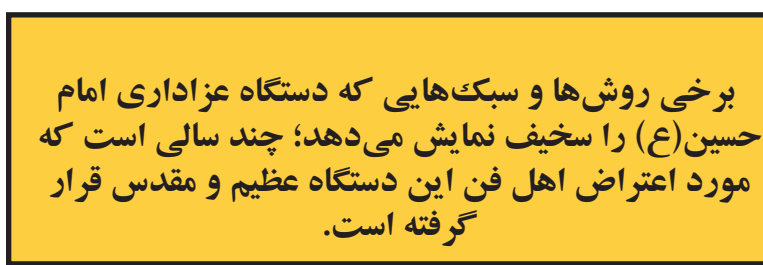 برخی روش‌ها و سبک‌هایی که دستگاه عزاداری امام
حسین(ع) را سخیف نمایش می‌دهد؛ چند سالی است که
مورد اعتراض اهل فن این دستگاه عظیم و مقدس قرار
گرفته است.